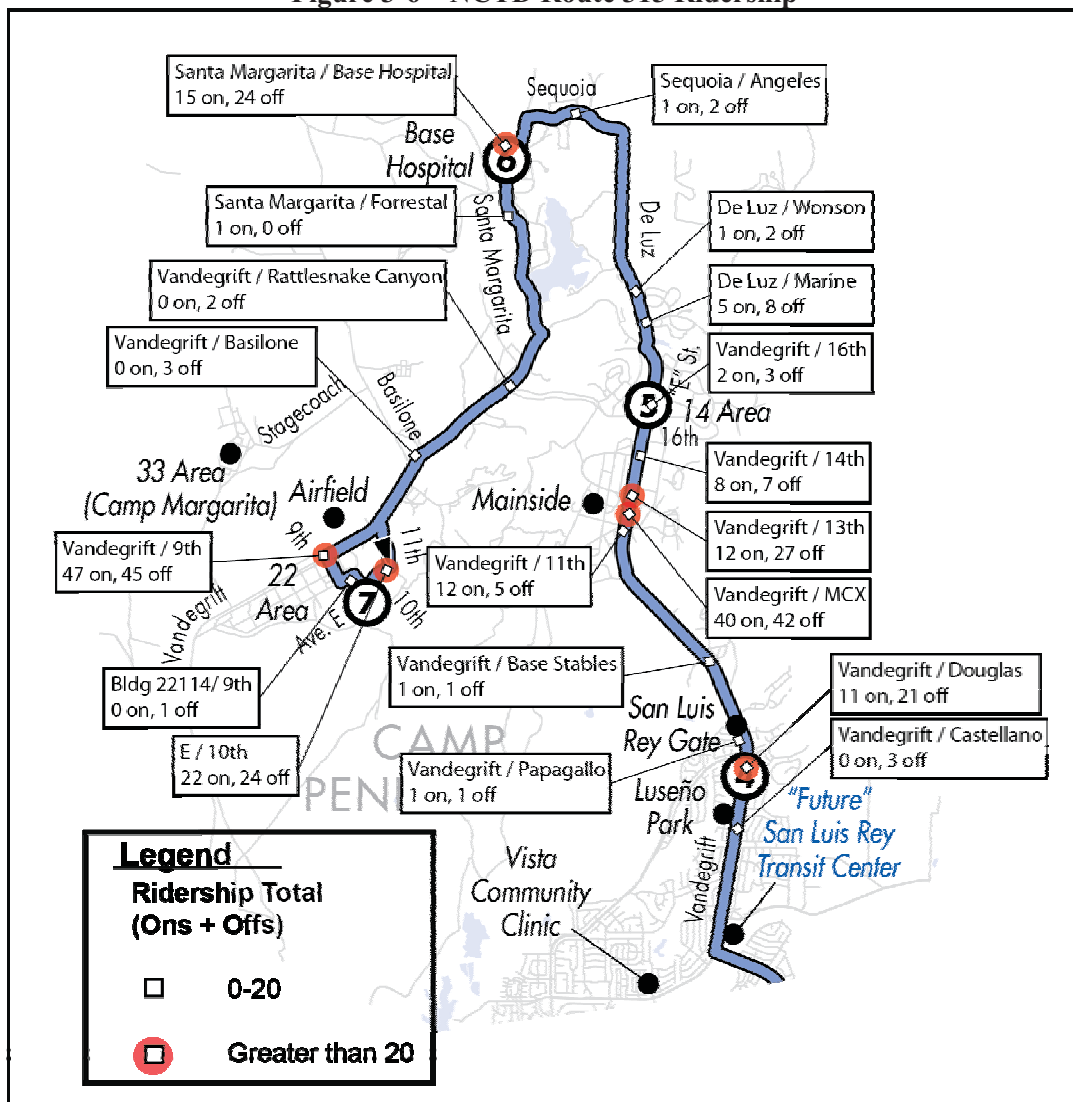 Santa Margarita / Base Hospital
15 on, 24 off
Sequoia
Sequoia / Angeles
1 on, 2 off
Base
Hospital
6
Santa Margarita / Forrestal
1 on, 0 off
Santa Margarita
De Luz
De Luz / Wonson
1 on, 2 off
Vandegrift / Rattlesnake Canyon
0 on, 2 off
De Luz / Marine
5 on, 8 off
Vandegrift / Basilone
0 on, 3 off
Vandegrift / 16th
2 on, 3 off
"E" St.
Basilone
Stagecoach
5
14 Area
16th
33 Area
(Camp Margarita)
Airfield
Mainside
Vandegrift / 14th
8 on, 7 off
9th
11th
Vandegrift / 9th
47 on, 45 off
Vandegrift / 11th
12 on, 5 off
Vandegrift / 13th
12 on, 27 off
22
Area
7
10th
Ave. E
Vandegrift
Vandegrift / MCX
40 on, 42 off
Bldg 22114/ 9th
0 on, 1 off
Vandegrift / Base Stables
1 on, 1 off
Vandegrift / Douglas
11 on, 21 off
San Luis
Rey Gate
E / 10th
22 on, 24 off
CAMP
Vandegrift / Papagallo
1 on, 1 off
Vandegrift / Castellano
0 on, 3 off
4
Luseño
Park
"Future"
San Luis Rey
Transit Center
Vandegrift
Vista
Community
Clinic
Legend
Ridership Total
(Ons + Offs)
0-20
Greater than 20